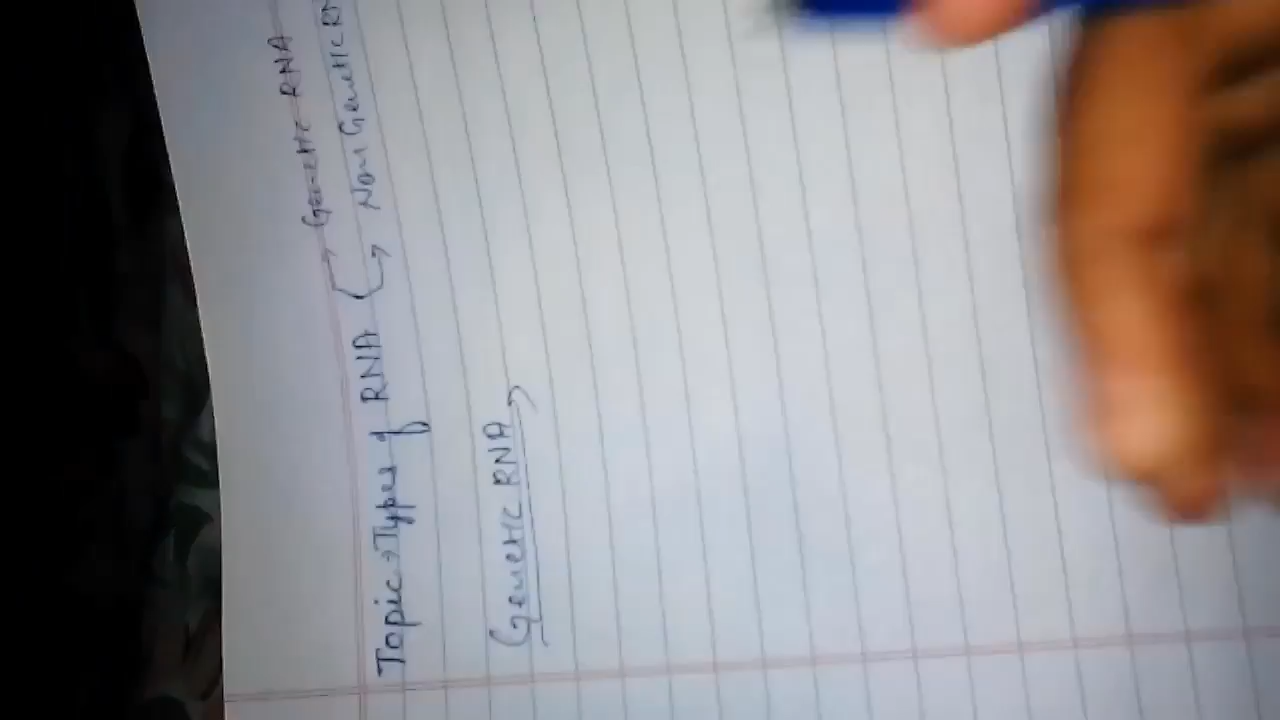 → Genetic RNA
Topic → Types of RNA → Non Genetic
Genetic RNA →